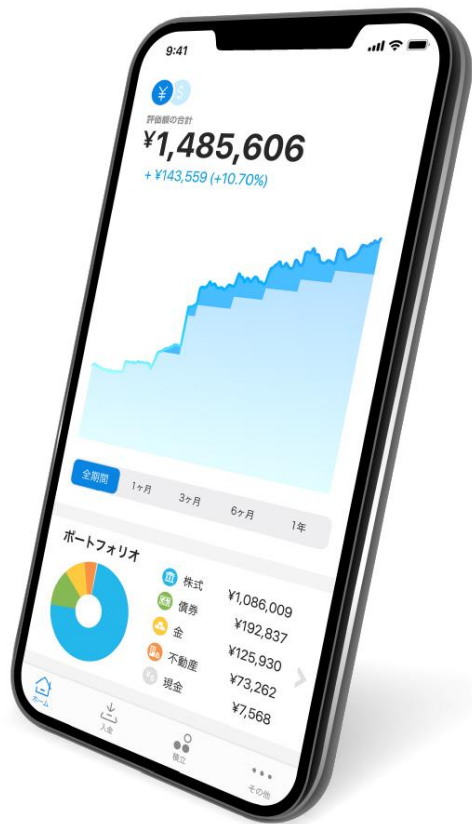 9:41
¥ $
評価額の合計
¥1,485,606
+ ¥143,559 (+10.70%)
全期間 1ヶ月 3ヶ月 6ヶ月 1年
ポートフォリオ
株式 ¥1,086,009
債券 ¥192,837
金 ¥125,930
不動産 ¥73,262
現金 ¥7,568
ホーム 入金 積立 その他